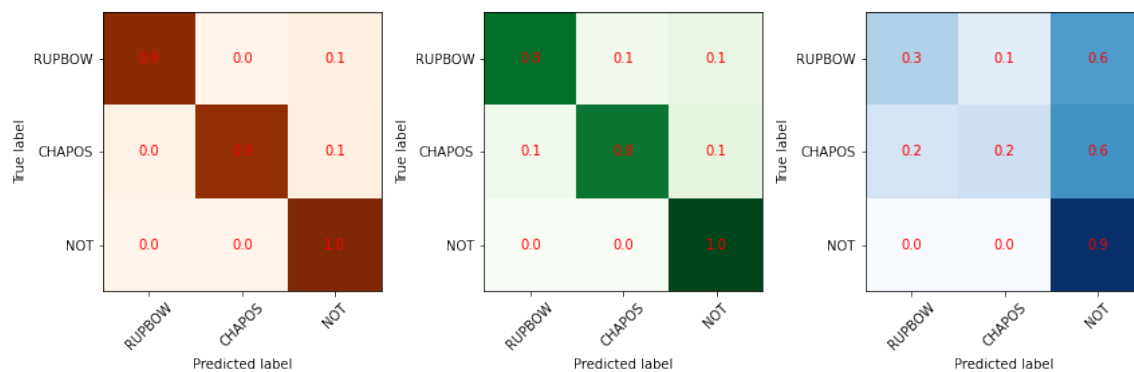 RUPBOW 0.9 0.0 0.1
CHAPOS 0.0 0.9 0.1
NOT 0.0 0.0 1.0
RUPBOW CHAPOS NOT
Predicted label
True label
RUPBOW 0.8 0.1 0.1
CHAPOS 0.1 0.8 0.1
NOT 0.0 0.0 1.0
RUPBOW CHAPOS NOT
Predicted label
True label
RUPBOW 0.3 0.1 0.6
CHAPOS 0.2 0.2 0.6
NOT 0.0 0.0 0.9
RUPBOW CHAPOS NOT
Predicted label
True label